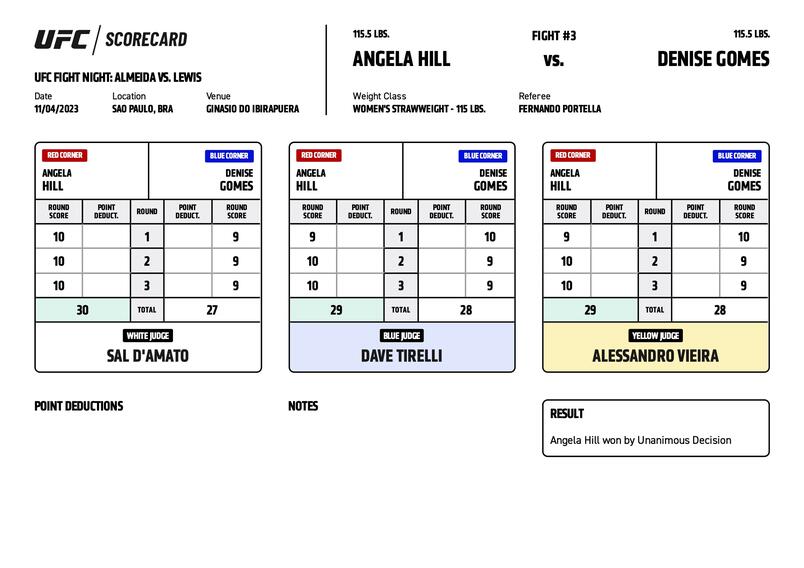 UFC SCORECARD
UFC FIGHT NIGHT: ALMEIDA VS. LEWIS
Date Location Venue
11/04/2023 SAO PAULO, BRA GINASIO DO IBIRAPUERA
115.5 LBS. FIGHT #3 115.5 LBS.
ANGELA HILL VS. DENISE GOMES
Weight Class Referee
WOMEN'S STRAWWEIGHT - 115 LBS. FERNANDO PORTELLA
RED CORNER BLUE CORNER
ANGELA DENISE
HILL GOMES
ROUND POINT ROUND POINT ROUND
SCORE DEDUCT. DEDUCT. SCORE
10 1 9
10 2 9
10 3 9
30 TOTAL 27
WHITE JUDGE
SAL D'AMATO
RED CORNER BLUE CORNER
ANGELA DENISE
HILL GOMES
ROUND POINT ROUND POINT ROUND
SCORE DEDUCT. DEDUCT. SCORE
9 1 10
10 2 9
10 3 9
29 TOTAL 28
BLUE JUDGE
DAVE TIRELLI
RED CORNER BLUE CORNER
ANGELA DENISE
HILL GOMES
ROUND POINT ROUND POINT ROUND
SCORE DEDUCT. DEDUCT. SCORE
9 1 10
10 2 9
10 3 9
29 TOTAL 28
YELLOW JUDGE
ALESSANDRO VIEIRA
POINT DEDUCTIONS
NOTES
RESULT
Angela Hill won by Unanimous Decision